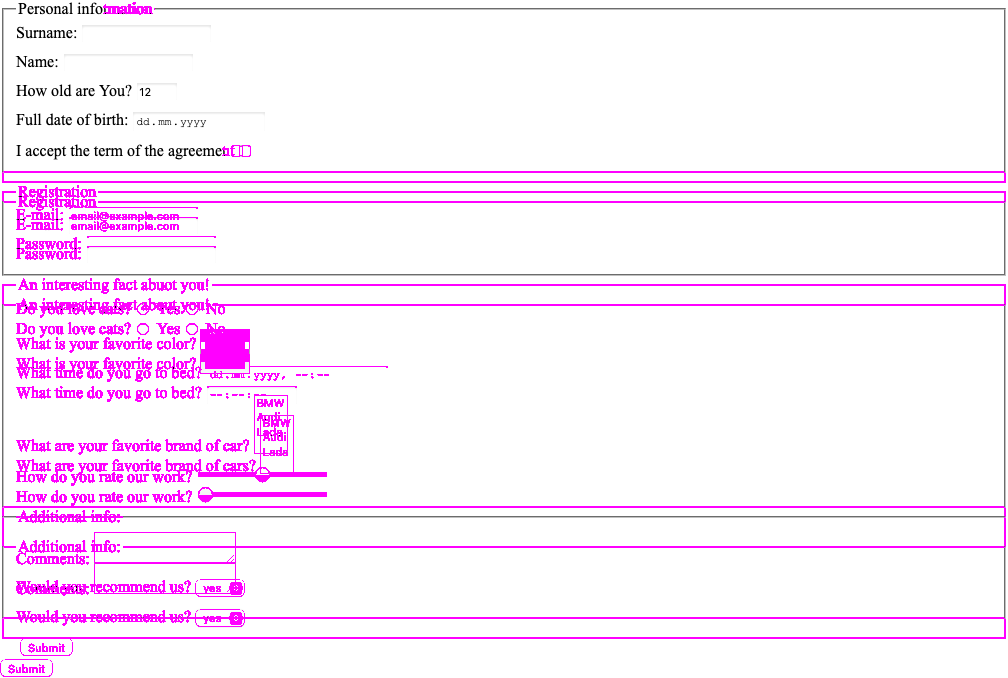 Personal information
Surname:
Name:
How old are You? 12
Full date of birth: dd.mm.yyyy
I accept the term of the agreement
Registration
Registration
E-mail: email@example.com
E-mail: email@example.com
Password:
Password:
An interesting fact abuot you!
An interesting fact about you!
Do you love cats? Yes No
Do you love cats? Yes No
What is your favorite color?
What is your favorite color?
What time do you go to bed? dd.mm.yyyy, --:--
What time do you go to bed? --:--:--
BMW
Audi
Lada
BMW
Audi
Lada
What are your favorite brand of car?
What are your favorite brand of cars?
How do you rate our work?
How do you rate our work?
Additional info:
Additional info:
Comments:
Would you recommend us? yes
Comments:
Would you recommend us? yes
Submit
Submit